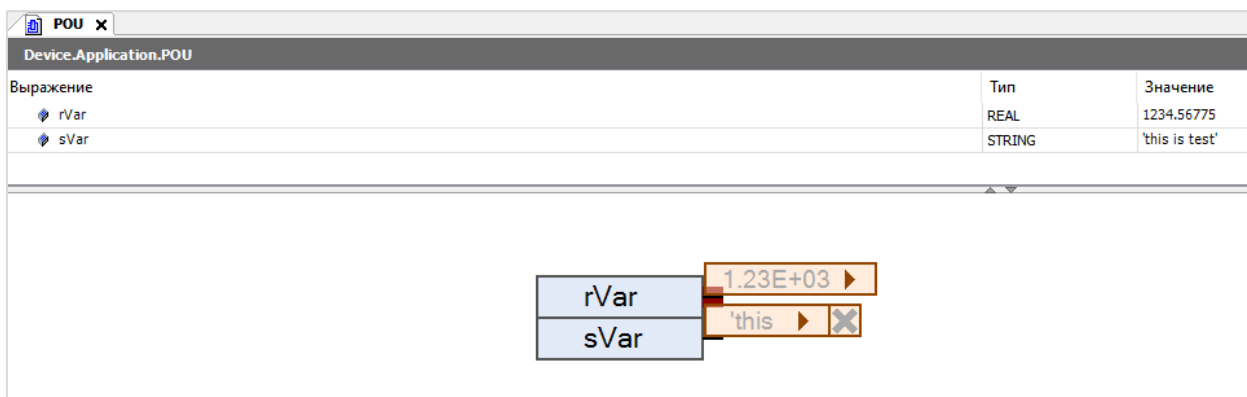 POU
Device.Application.POU
Выражение Тип Значение
rVar REAL 1234.56775
sVar STRING 'this is test'
rVar 1.23E+03
sVar 'this